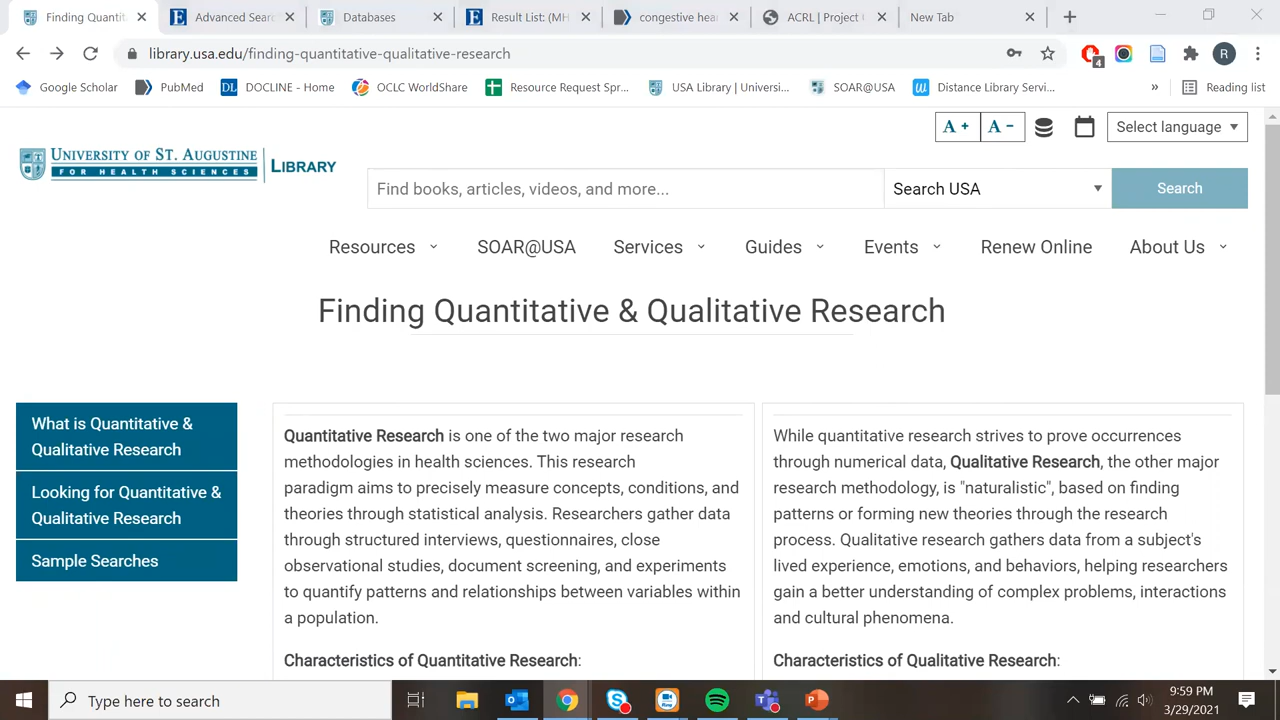 Finding Quantit
Advanced Sear
Databases
Result List: (MH
congestive hea
ACRL | Project
New Tab
library.usa.edu/finding-quantitative-qualitative-research
4
R
Google Scholar
PubMed
DL DOCLINE - Home
OCLC WorldShare
Resource Request Spr...
USA Library | Universi...
SOAR@USA
Distance Library Servi...
»
Reading list
A +
A -
Select language
UNIVERSITY OF ST. AUGUSTINE
FOR HEALTH SCIENCES
LIBRARY
Find books, articles, videos, and more...
Search USA
Search
Resources
SOAR@USA
Services
Guides
Events
Renew Online
About Us
Finding Quantitative & Qualitative Research
What is Quantitative &
Qualitative Research
Looking for Quantitative &
Qualitative Research
Sample Searches
Quantitative Research is one of the two major research
methodologies in health sciences. This research
paradigm aims to precisely measure concepts, conditions, and
theories through statistical analysis. Researchers gather data
through structured interviews, questionnaires, close
observational studies, document screening, and experiments
to quantify patterns and relationships between variables within
a population.
Characteristics of Quantitative Research:
While quantitative research strives to prove occurrences
through numerical data, Qualitative Research, the other major
research methodology, is "naturalistic", based on finding
patterns or forming new theories through the research
process. Qualitative research gathers data from a subject's
lived experience, emotions, and behaviors, helping researchers
gain a better understanding of complex problems, interactions
and cultural phenomena.
Characteristics of Qualitative Research:
Type here to search
9:59 PM
3/29/2021